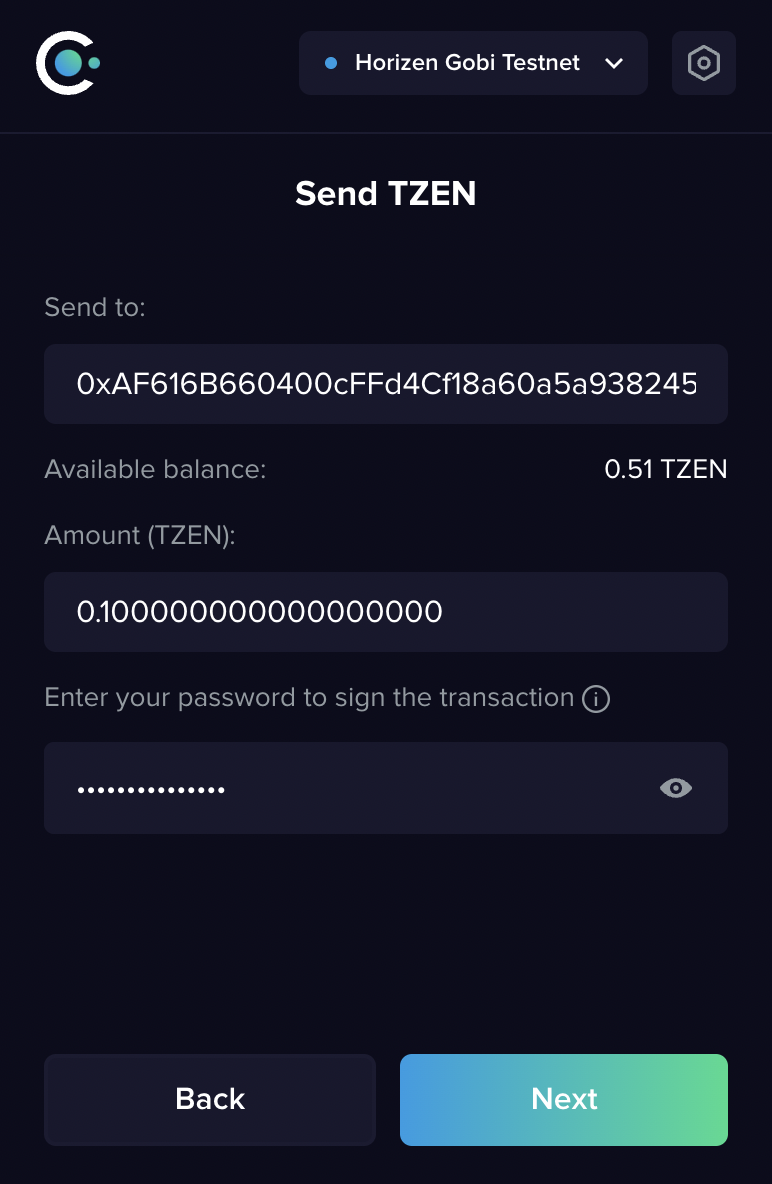 Horizen Gobi Testnet
Send TZEN
Send to:
0xAF616B660400cFFd4Cf18a60a5a938245
Available balance:
0.51 TZEN
Amount (TZEN):
0.100000000000000000
Enter your password to sign the transaction
•••••••••••••••
Back
Next